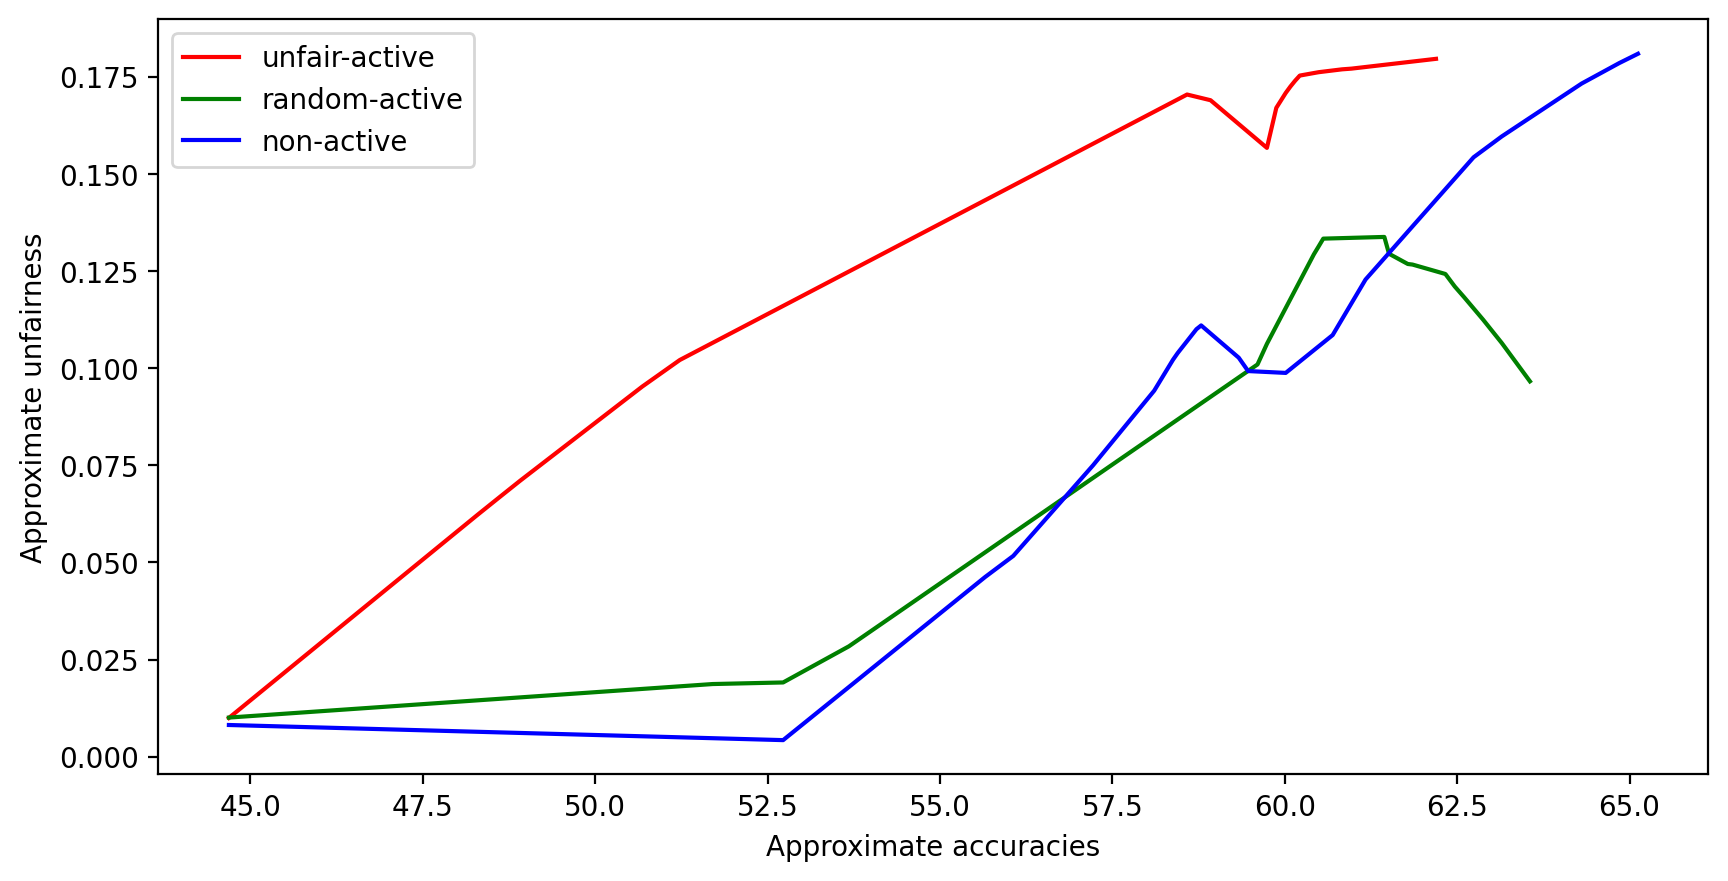 unfair-active
random-active
non-active
0.175
0.150
0.125
0.100
0.075
0.050
0.025
0.000
Approximate unfairness
45.0 47.5 50.0 52.5 55.0 57.5 60.0 62.5 65.0
Approximate accuracies